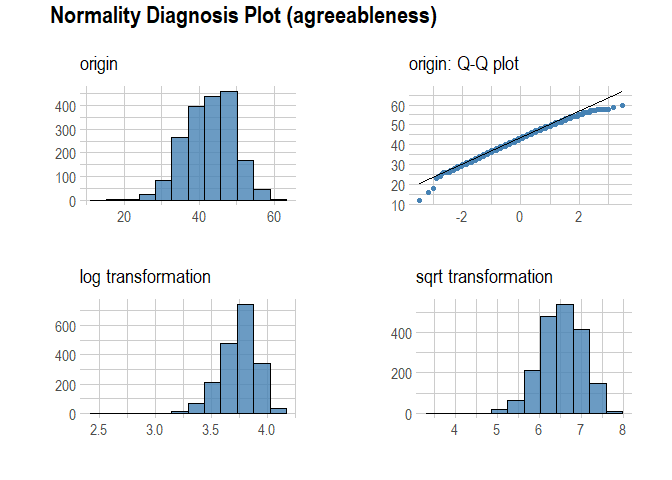 Normality Diagnosis Plot (agreeableness)
origin
400
300
200
100
0
20 40 60
origin: Q-Q plot
60
50
40
30
20
10
-2 0 2
log transformation
600
400
200
0
2.5 3.0 3.5 4.0
sqrt transformation
400
200
0
4 5 6 7 8